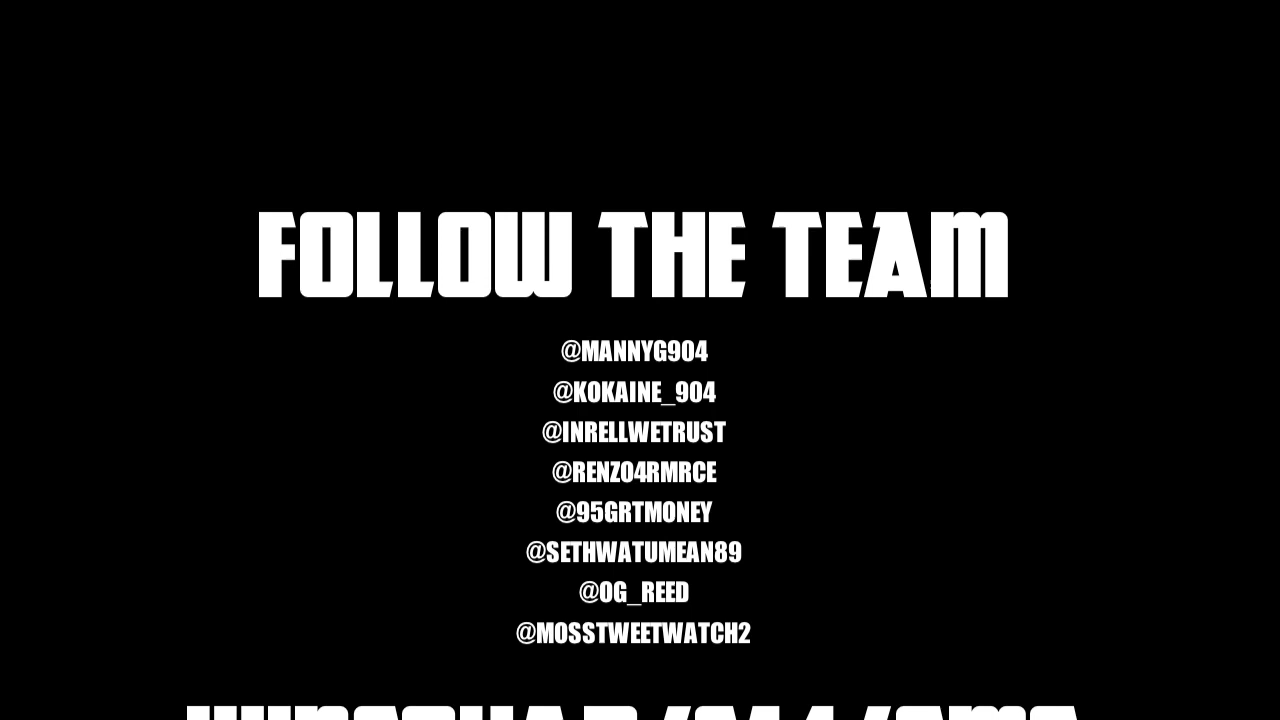 FOLLOW THE TEAM
@MANNYG904
@KOKAINE_904
@INRELLWETRUST
@RENZO4RMRCE
@95GRTMONEY
@SETHWATUMEAN89
@OG_REED
@MOSSTWEETWATCH2